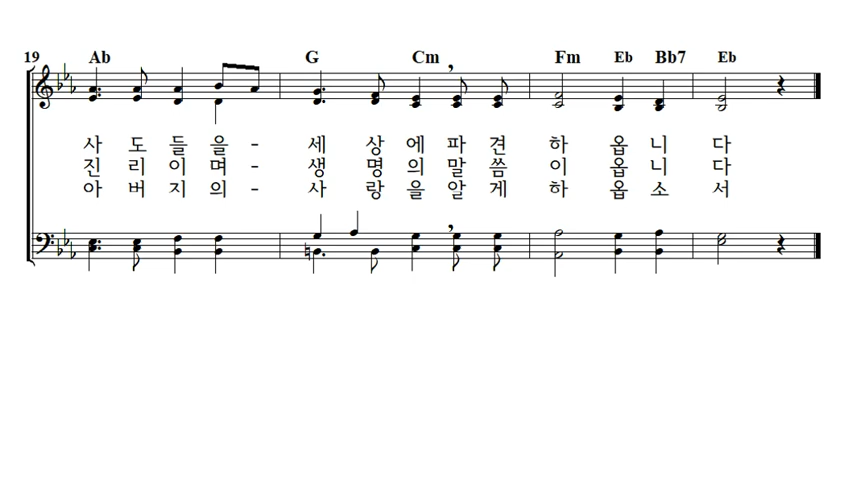 19 Ab G Cm Fm Eb Bb7 Eb
사 도 들 을 - 세 상 에 파 견 하 옵 니 다
진 리 이 며 - 생 명 의 말 씀 이 옵 니 다
아 버 지 의 - 사 랑 을 알 게 하 옵 소 서